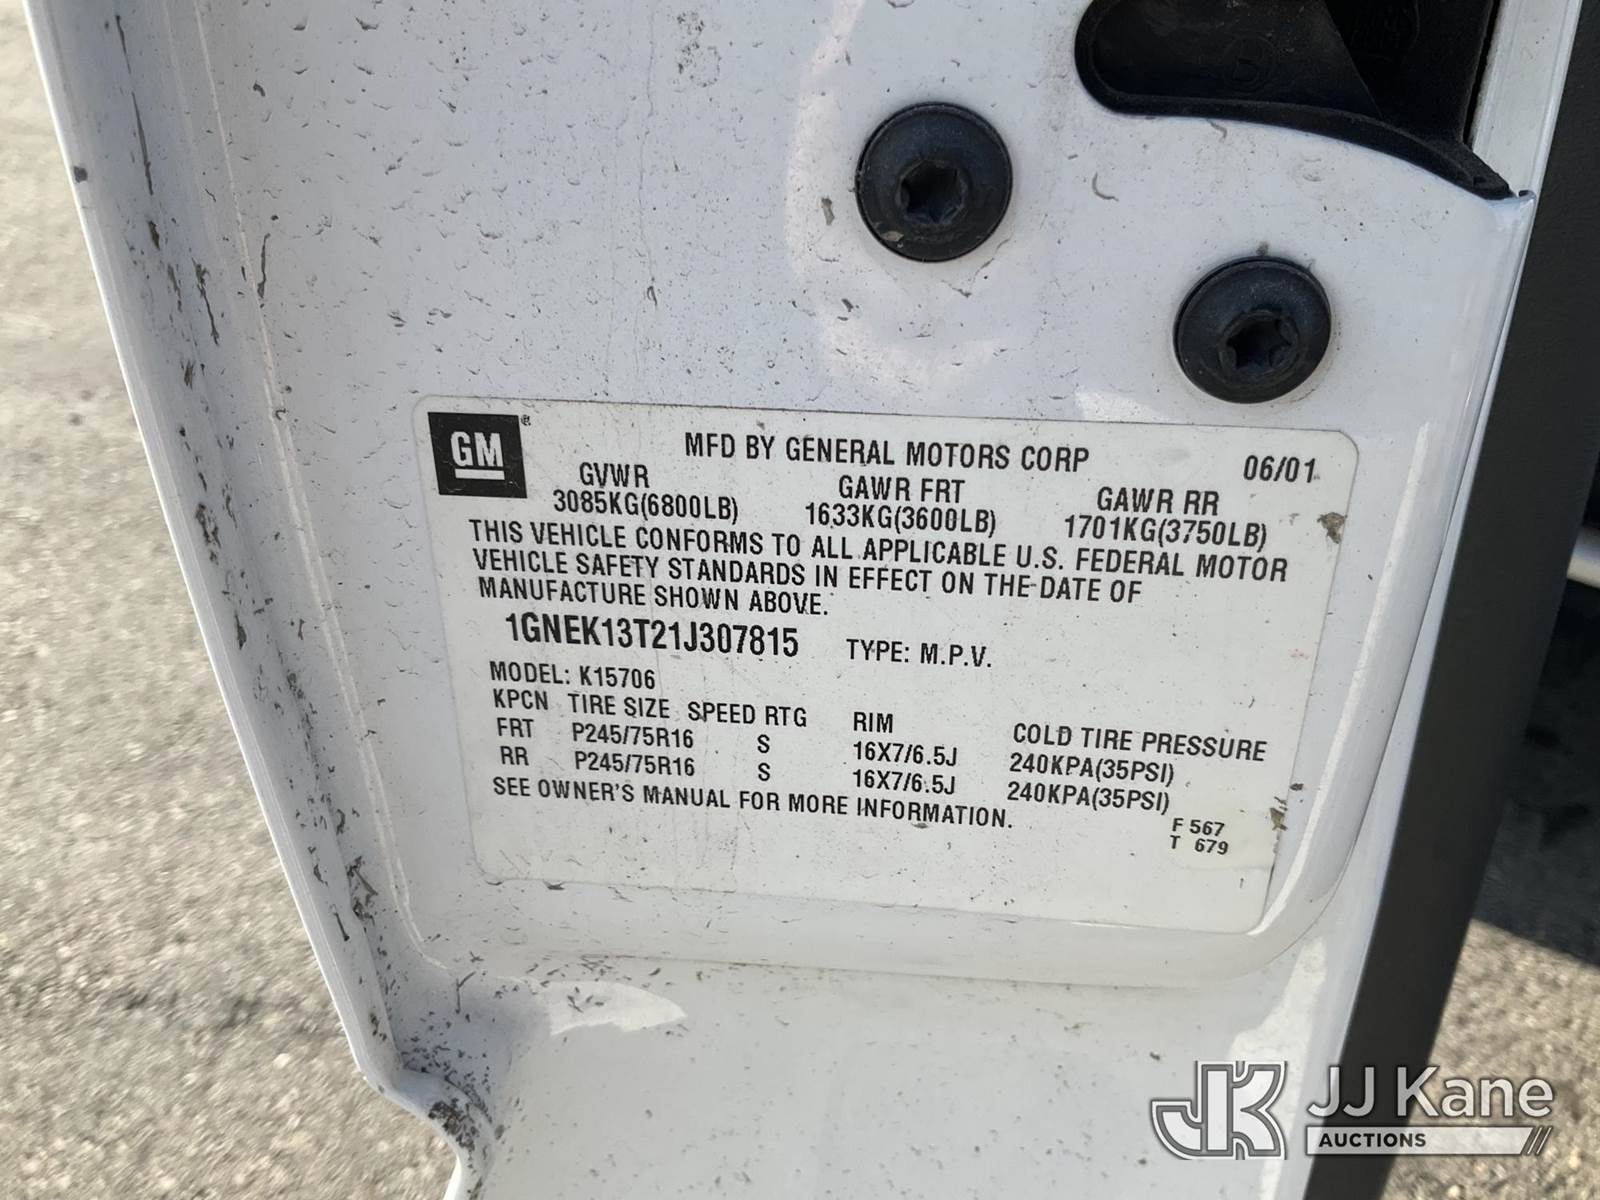 GM® MFD BY GENERAL MOTORS CORP 06/01
GVWR GAWR FRT GAWR RR
3085KG(6800LB) 1633KG(3600LB) 1701KG(3750LB)
THIS VEHICLE CONFORMS TO ALL APPLICABLE U.S. FEDERAL MOTOR
VEHICLE SAFETY STANDARDS IN EFFECT ON THE DATE OF
MANUFACTURE SHOWN ABOVE.
1GNEK13T21J307815 TYPE: M.P.V.
MODEL: K15706
KPCN TIRE SIZE SPEED RTG RIM COLD TIRE PRESSURE
FRT P245/75R16 S 16X7/6.5J 240KPA(35PSI)
RR P245/75R16 S 16X7/6.5J 240KPA(35PSI)
SEE OWNER'S MANUAL FOR MORE INFORMATION.
F 567
T 679
JK JJ Kane
AUCTIONS